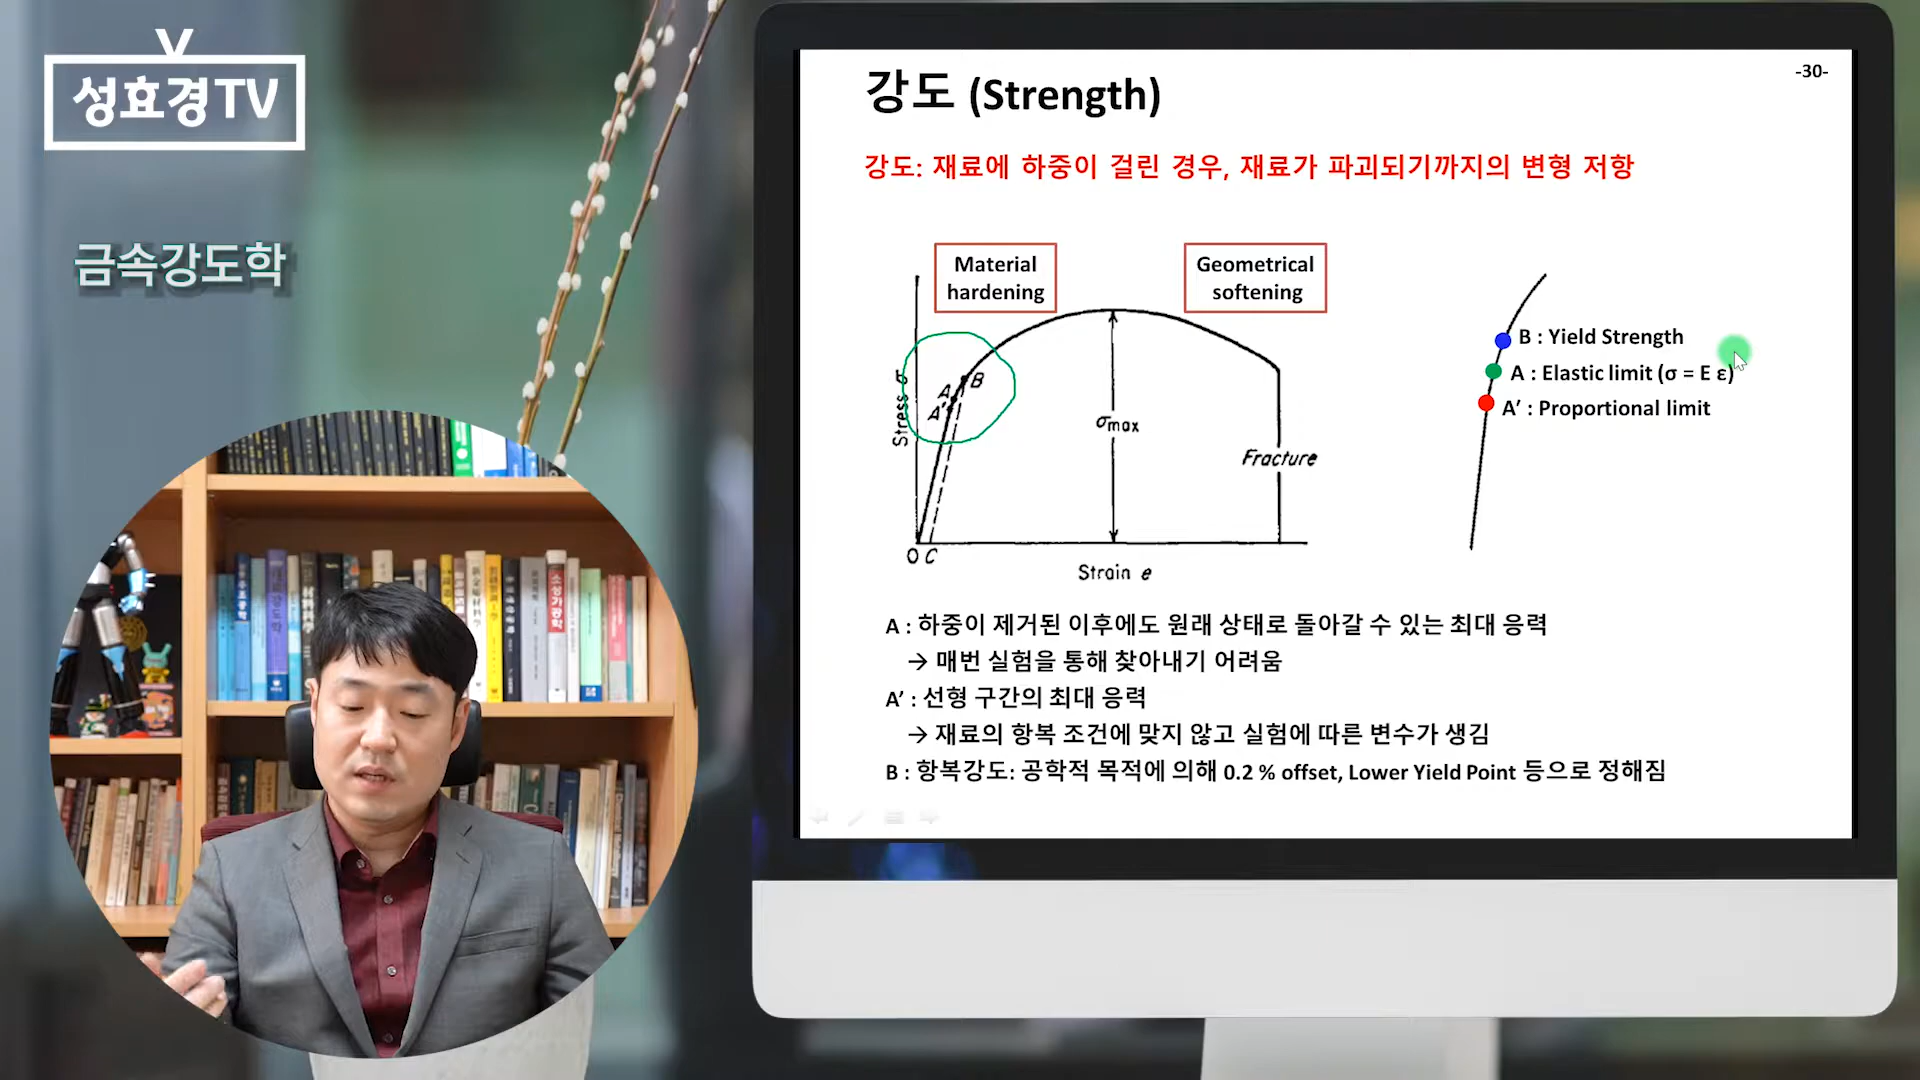 성효경TV
금속강도학
-30-
강도 (Strength)
강도: 재료에 하중이 걸린 경우, 재료가 파괴되기까지의 변형 저항
Material
hardening
Geometrical
softening
Stress σ
A
B
A'
σmax
Fracture
O C
Strain e
B : Yield Strength
A : Elastic limit (σ = E ε)
A’ : Proportional limit
A : 하중이 제거된 이후에도 원래 상태로 돌아갈 수 있는 최대 응력
→ 매번 실험을 통해 찾아내기 어려움
A’ : 선형 구간의 최대 응력
→ 재료의 항복 조건에 맞지 않고 실험에 따른 변수가 생김
B : 항복강도: 공학적 목적에 의해 0.2 % offset, Lower Yield Point 등으로 정해짐
소성가공학